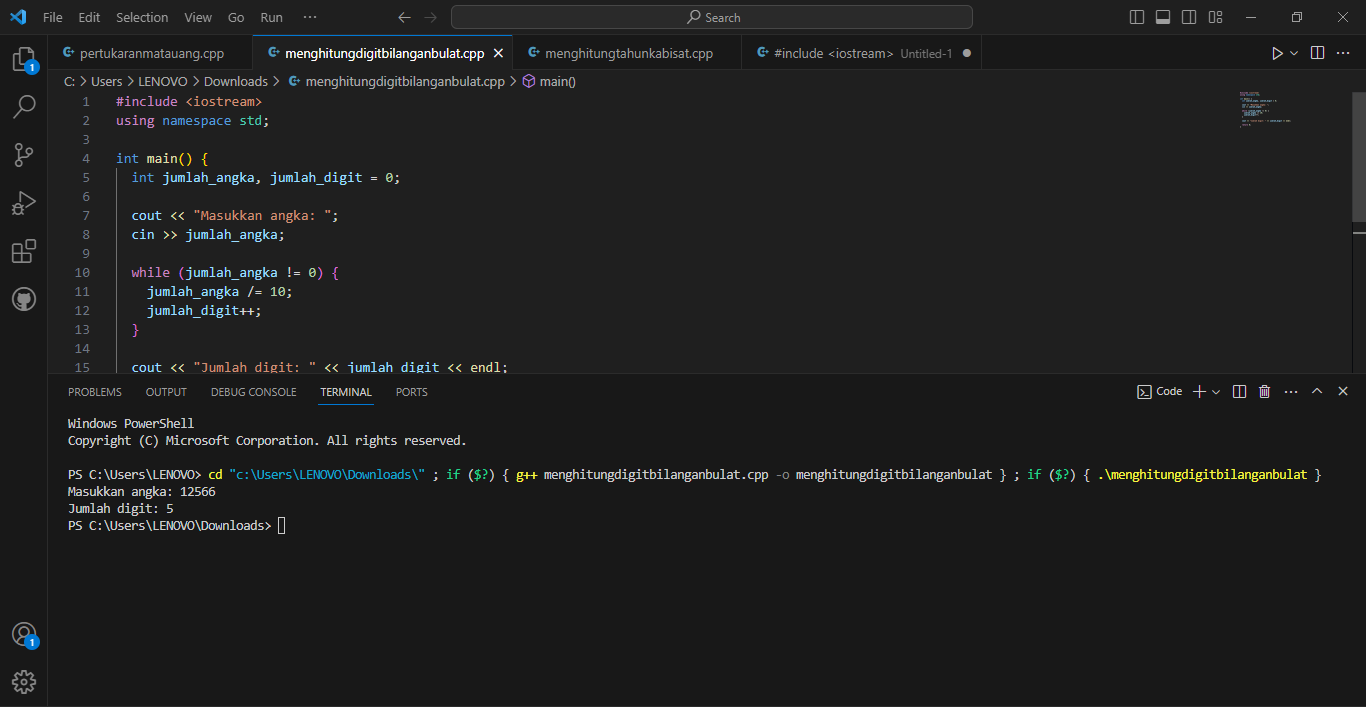 File Edit Selection View Go Run ··· Search
pertukaranmatauang.cpp menghitungdigitbilanganbulat.cpp menghitungtahunkabisat.cpp #include <iostream> Untitled-1
C: > Users > LENOVO > Downloads > menghitungdigitbilanganbulat.cpp > main()
1 #include <iostream>
2 using namespace std;
3
4 int main() {
5 int jumlah_angka, jumlah_digit = 0;
6
7 cout << "Masukkan angka: ";
8 cin >> jumlah_angka;
9
10 while (jumlah_angka != 0) {
11 jumlah_angka /= 10;
12 jumlah_digit++;
13 }
14
15 cout << "Jumlah digit: " << jumlah_digit << endl;
PROBLEMS OUTPUT DEBUG CONSOLE TERMINAL PORTS Code
Windows PowerShell
Copyright (C) Microsoft Corporation. All rights reserved.
PS C:\Users\LENOVO> cd "c:\Users\LENOVO\Downloads\" ; if ($?) { g++ menghitungdigitbilanganbulat.cpp -o menghitungdigitbilanganbulat } ; if ($?) { .\menghitungdigitbilanganbulat }
Masukkan angka: 12566
Jumlah digit: 5
PS C:\Users\LENOVO\Downloads>
1
1